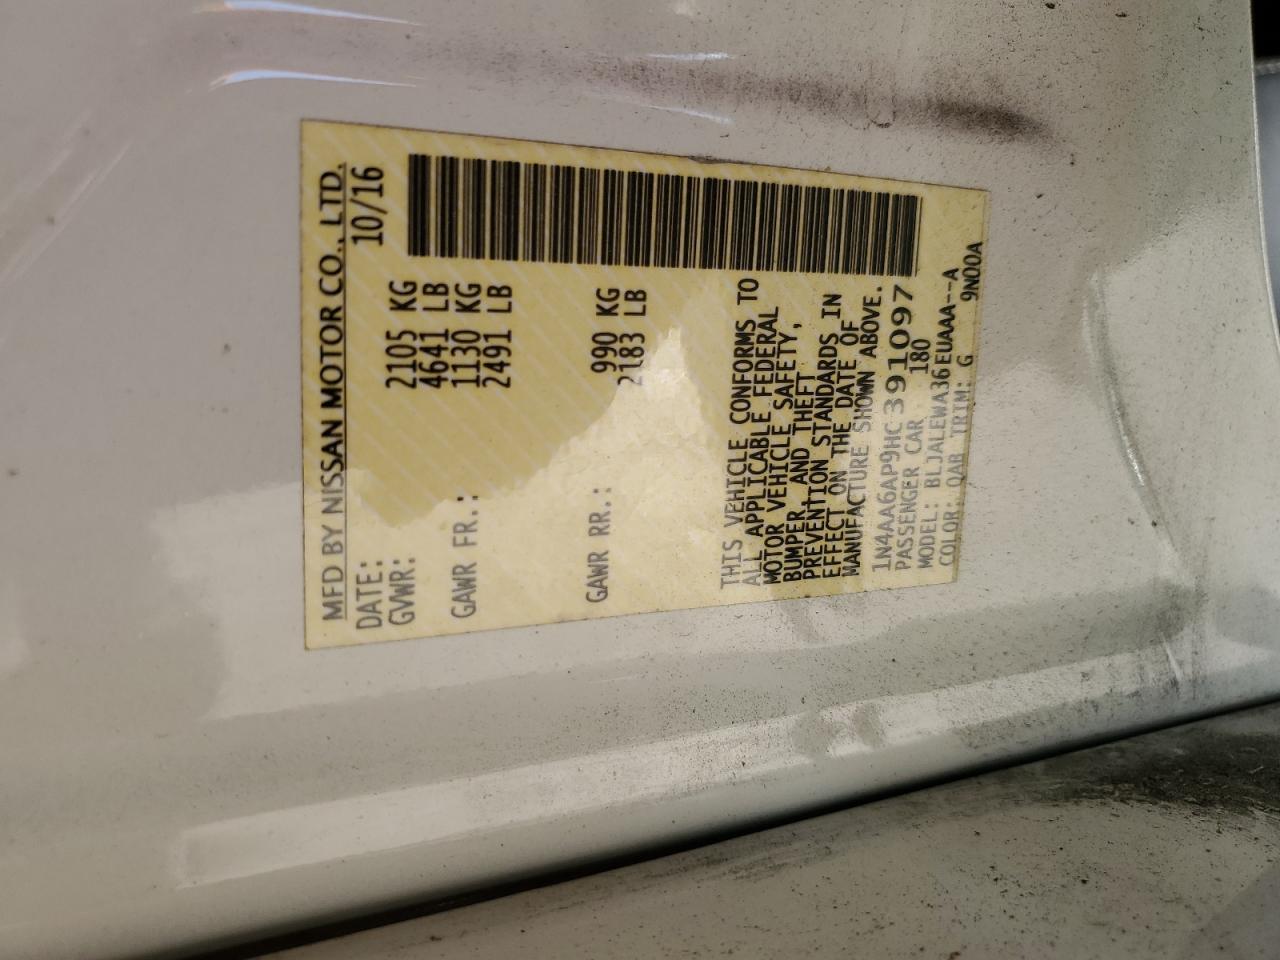 MFD BY NISSAN MOTOR CO., LTD.
DATE: 10/16
GVWR: 2105 KG
4641 LB
GAWR FR.: 1130 KG
2491 LB
GAWR RR.: 990 KG
2183 LB
THIS VEHICLE CONFORMS TO
ALL APPLICABLE FEDERAL
MOTOR VEHICLE SAFETY,
BUMPER, AND THEFT
PREVENTION STANDARDS IN
EFFECT ON THE DATE OF
MANUFACTURE SHOWN ABOVE.
1N4AA6AP9HC391097
PASSENGER CAR 180
MODEL: BLJALEWA36EUAAA--A
COLOR: QAB TRIM: G 9N00A